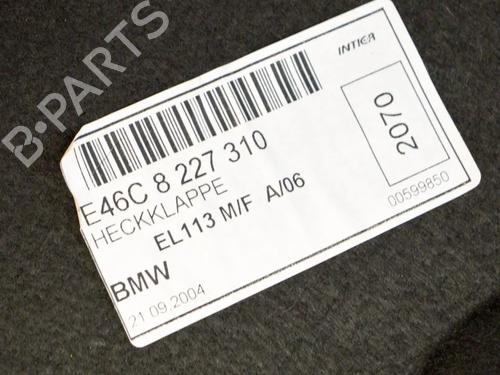 B-PARTS
INTIER
E46C 8 227 310
HECKKLAPPE
EL113 M/F A/06
BMW
21 09.2004
2070
00599850